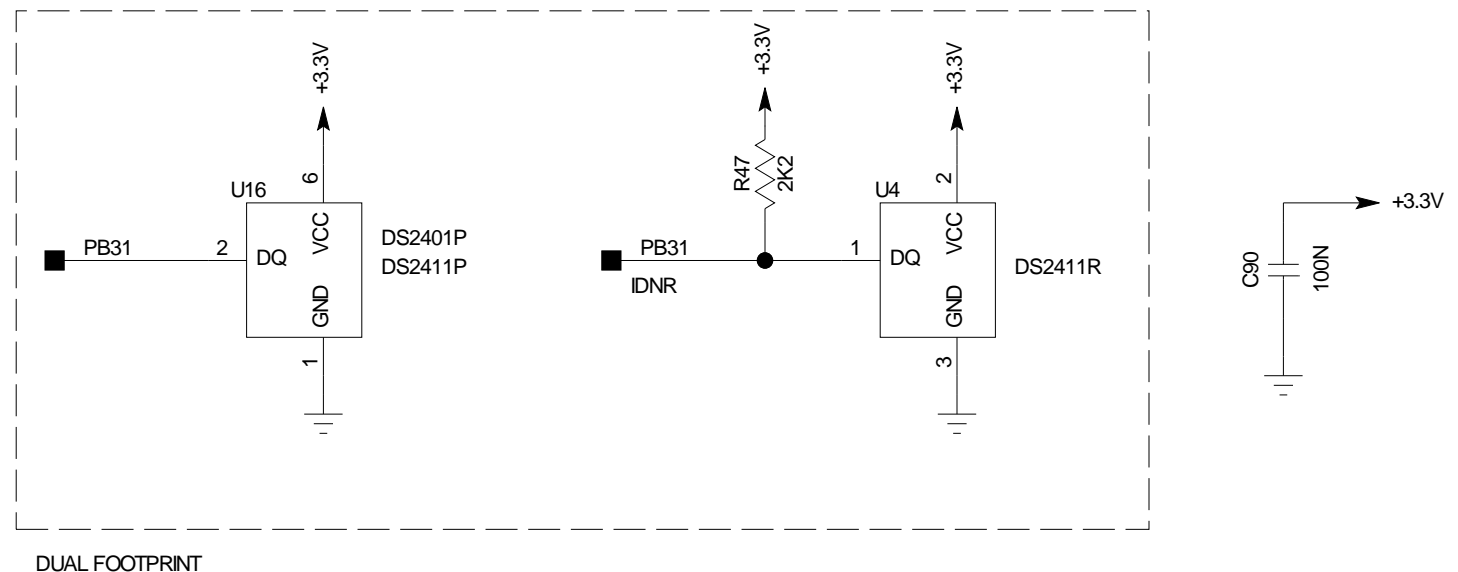 +3.3V
U16
6
PB31
2
DQ
VCC
GND
DS2401P
DS2411P
1
+3.3V
R47
2K2
+3.3V
U4
2
PB31
IDNR
1
DQ
VCC
GND
DS2411R
3
+3.3V
C90
100N
DUAL FOOTPRINT